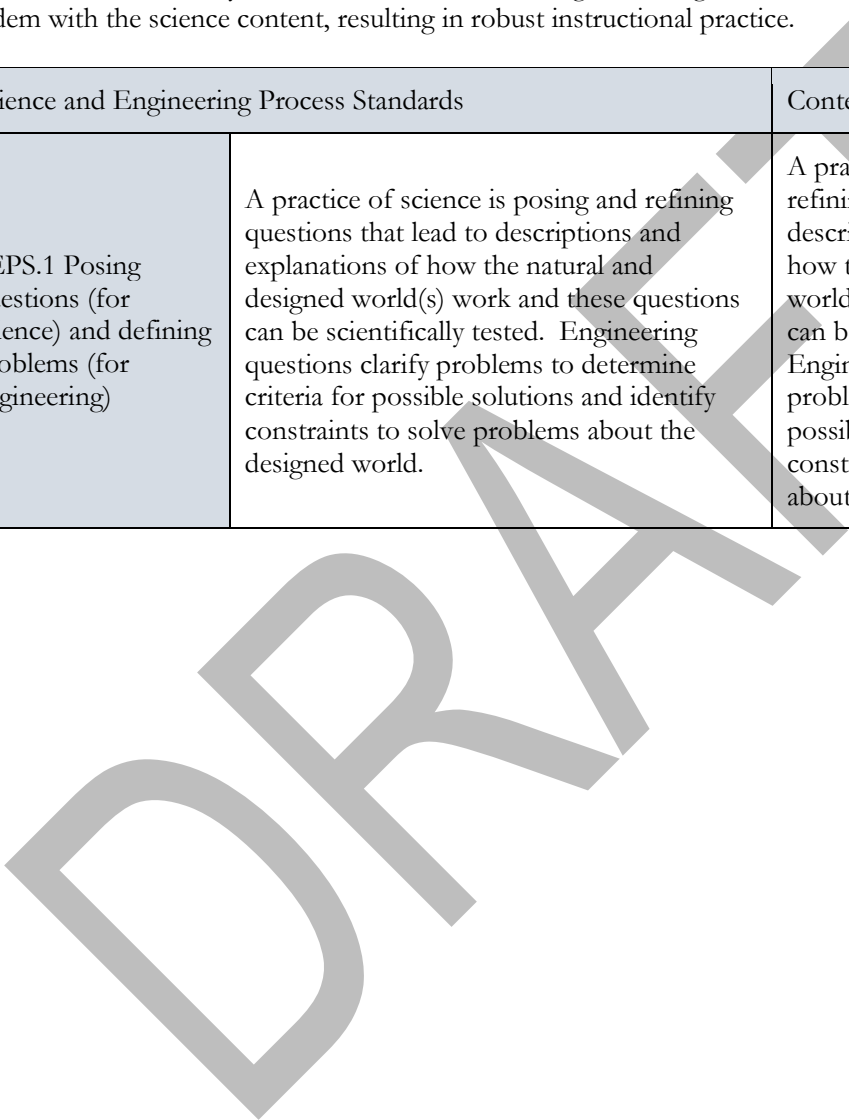 dem with the science content, resulting in robust instructional practice.
ience and Engineering Process Standards
Conte
EPS.1 Posing
estions (for
ience) and defining
oblems (for
gineering)
A practice of science is posing and refining
questions that lead to descriptions and
explanations of how the natural and
designed world(s) work and these questions
can be scientifically tested.  Engineering
questions clarify problems to determine
criteria for possible solutions and identify
constraints to solve problems about the
designed world.
A pra
refini
descri
how t
world
can b
Engin
probl
possib
const
about
DRAFT